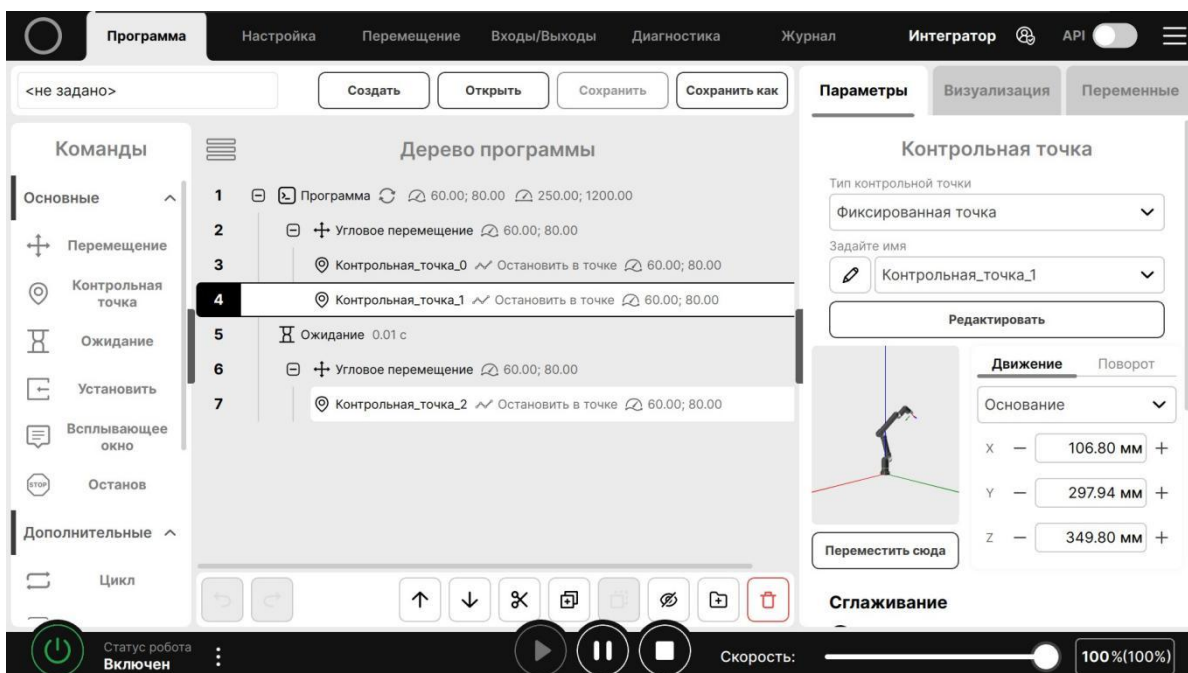 Программа Настройка Перемещение Входы/Выходы Диагностика Журнал Интегратор API
<не задано> Создать Открыть Сохранить Сохранить как
Параметры Визуализация Переменные
Команды
Основные
Перемещение
Контрольная
точка
Ожидание
Установить
Всплывающее
окно
STOP Останов
Дополнительные
Цикл
Дерево программы
1 Программа 60.00; 80.00 250.00; 1200.00
2 Угловое перемещение 60.00; 80.00
3 Контрольная_точка_0 Остановить в точке 60.00; 80.00
4 Контрольная_точка_1 Остановить в точке 60.00; 80.00
5 Ожидание 0.01 с
6 Угловое перемещение 60.00; 80.00
7 Контрольная_точка_2 Остановить в точке 60.00; 80.00
Контрольная точка
Тип контрольной точки
Фиксированная точка
Задайте имя
Контрольная_точка_1
Редактировать
Движение Поворот
Основание
X − 106.80 мм +
Y − 297.94 мм +
Z − 349.80 мм +
Переместить сюда
Сглаживание
Статус робота
Включен
Скорость: 100%(100%)